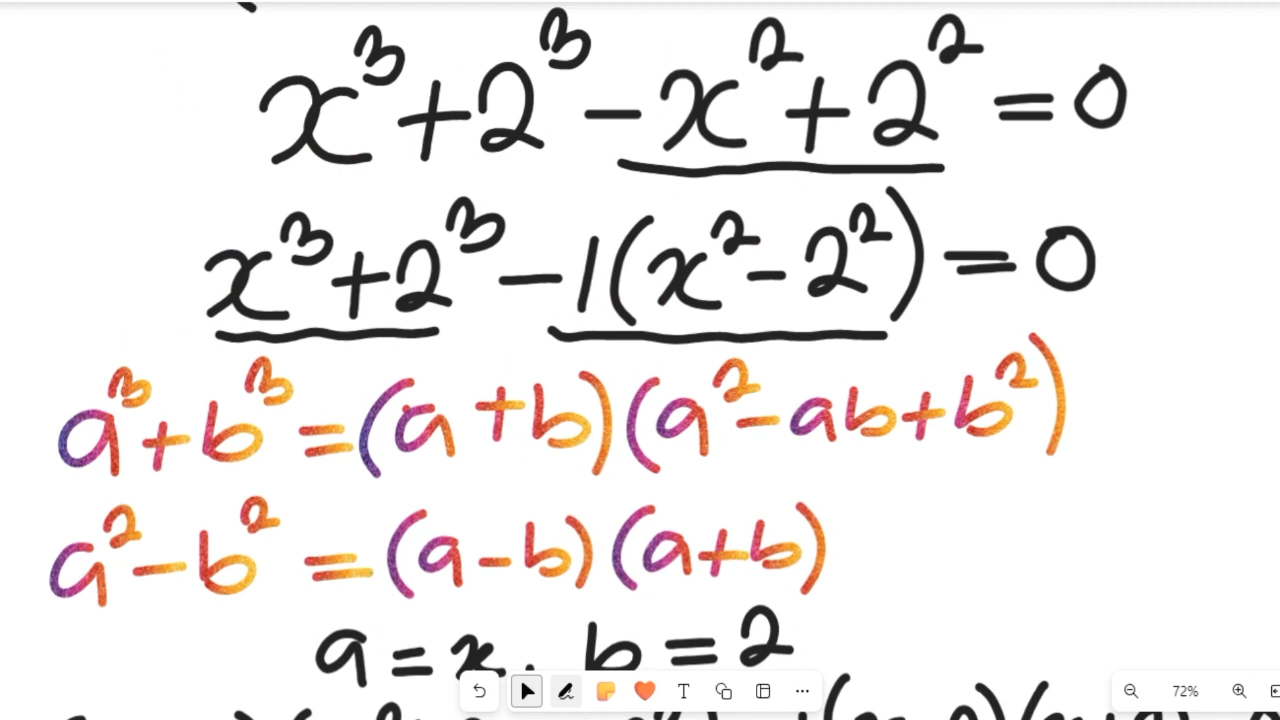 x³+2³-x²+2²=0
x³+2³-1(x²-2²)=0
a³+b³=(a+b)(a²-ab+b²)
a²-b²=(a-b)(a+b)
a=x, b=2
T
72%